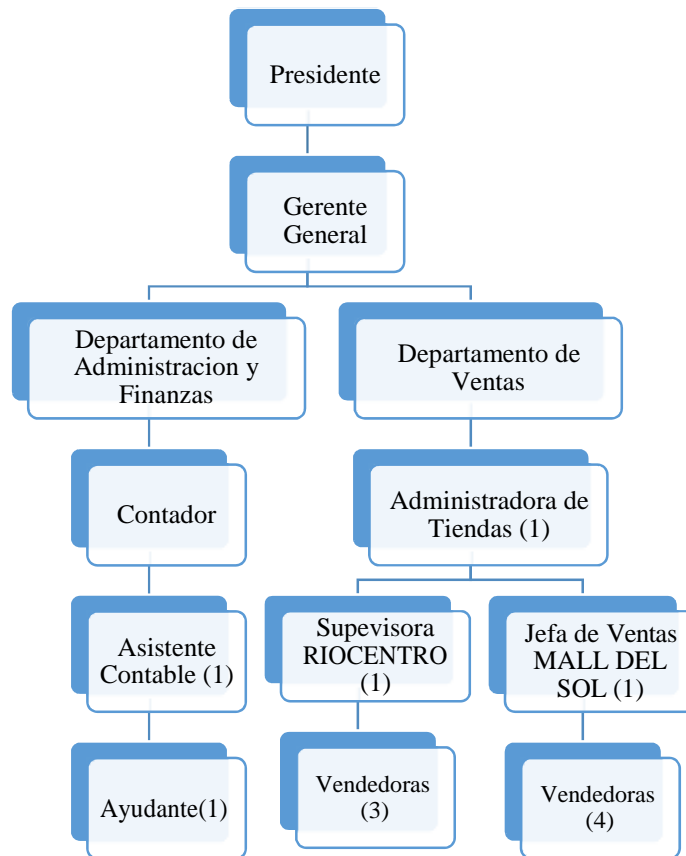 Presidente
Gerente
General
Departamento de
Administracion y
Finanzas
Departamento de
Ventas
Contador
Administradora de
Tiendas (1)
Asistente
Contable (1)
Supevisora
RIOCENTRO
(1)
Jefa de Ventas
MALL DEL
SOL (1)
Ayudante(1)
Vendedoras
(3)
Vendedoras
(4)